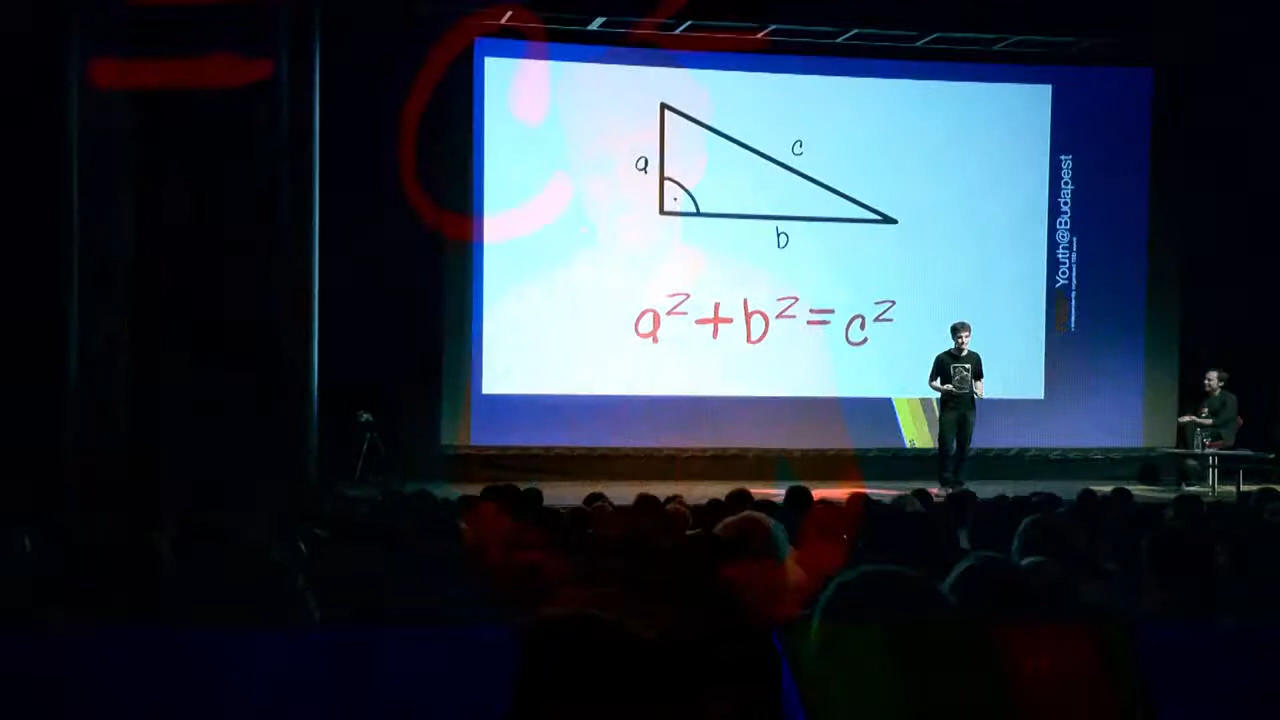 = c
a
c
b
a²+b²=c²
Youth@Budapest